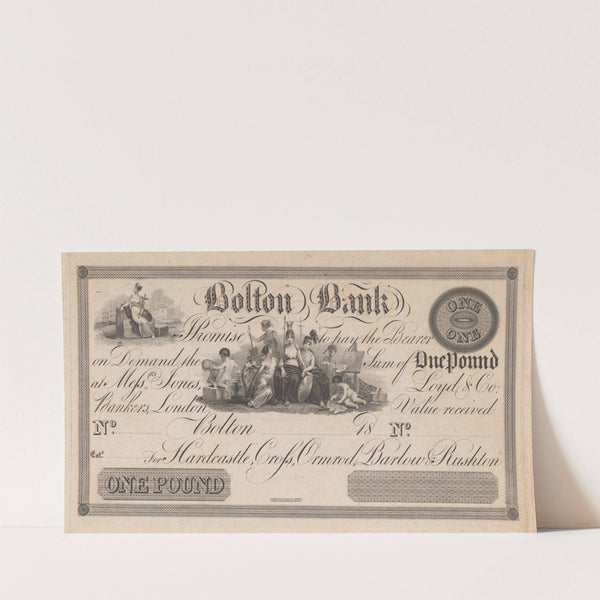 Bolton Bank
ONE
ONE
I Promise to pay the Bearer
on Demand the Sum of One Pound
at Mess.rs Jones, Loyd & Co:
Bankers, London Value received
No Bolton 18 No
Ent.d For Hardcastle, Croſs, Ormrod, Barlow & Rushton
ONE POUND